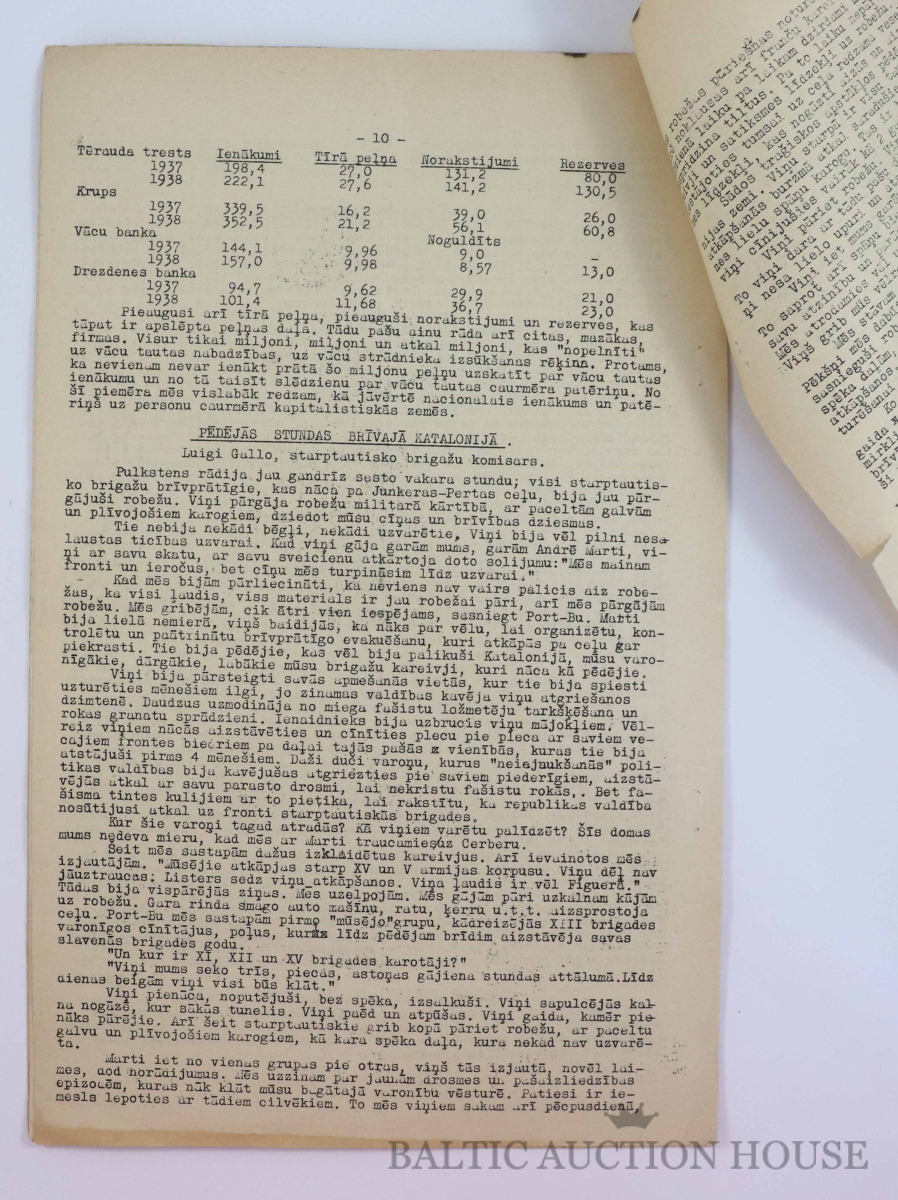 - 10 -
Tērauda trests Ienākumi Tīrā peļņa Norakstijumi Rezerves
1937 198,4 27,0 131,2 80,0
1938 222,1 27,6 141,2 130,5
Krups
1937 339,5 16,2 39,0 26,0
1938 352,5 21,2 56,1 60,8
Vācu banka Noguldīts
1937 144,1 9,96 9,0 -
1938 157,0 9,98 8,57 13,0
Drezdenes banka
1937 94,7 9,62 29,9 21,0
1938 101,4 11,68 36,7 23,0
Pieaugusi arī tīrā peļņa, pieauguši norakstijumi un rezerves, kas
tāpat ir apslēpta peļņas daļa. Tādu pašu ainu rāda arī citas, mazākas,
firmas. Visur tikai miljoni, miljoni un atkal miljoni, kas "nopelnīti"
uz vācu tautas nabadzības, uz vācu strādnieka izsūkšanas rēķina. Protams,
ka nevienam nevar ienākt prātā šo miljonu peļņu uzskatīt par vācu tautas
ienākumu un no tā taisīt slēdzienu par vācu tautas caurmēra patēriņu. No
šī piemēra mēs vislabāk redzam, kā jāvērtē nacionalais ienākums un patē-
riņš uz personu caurmērā kapitalistiskās zemēs.
PĒDĒJĀS STUNDAS BRĪVAJĀ KATALONIJĀ.
Luigi Gallo, starptautisko brigažu komisars.
Pulkstens rādija jau gandrīz sesto vakara stundu; visi starptautis-
ko brigažu brīvprātīgie, kas nāca pa Junkeras-Pertas ceļu, bija jau pār-
gājuši robežu. Viņi pārgāja robežu militarā kārtībā, ar paceltām galvām
un plīvojošiem karogiem, dziedot mūsu cīņas un brīvības dziesmas.
Tie nebija nekādi bēgļi, nekādi uzvarētie. Viņi bija vēl pilni nesa-
laustas ticības uzvarai. Kad viņi gāja garām mums, garām Andrē Marti, vi-
ņi ar savu skatu, ar savu sveicienu atkārtoja doto solijumu: "Mēs mainam
fronti un ieročus, bet cīņu mēs turpināsim līdz uzvarai."
Kad mēs bijām pārliecināti, ka neviens nav vairs palicis aiz robe-
žas, ka visi ļaudis, viss materials ir jau robežai pāri, arī mēs pārgājām
robežu. Mēs gribējām, cik ātri vien iespējams, sasniegt Port-Bu. Marti
bija lielā nemierā, viņš baidijās, ka nāks par vēlu, lai organizētu, kon-
trolētu un paātrinātu brīvprātīgo evakuēšanu, kuri atkāpās pa ceļu gar
piekrasti. Tie bija pēdējie, kas vēl bija palikuši Katalonijā, mūsu varo-
nīgākie, dārgākie, labākie mūsu brigažu kareivji, kuri nāca kā pēdējie.
Viņi bija pārsteigti savās apmešanās vietās, kur tie bija spiesti
uzturēties mēnešiem ilgi, jo zinamas valdības kavēja viņu atgriešanos
dzimtenē. Daudzus uzmodināja no miega fašistu ložmetēju tarkšķēšana un
rokas granatu sprādzieni. Ienaidnieks bija uzbrucis viņu mājokļiem. Vēl-
reiz viņiem nācās aizstāvēties un cīnīties plecu pie pleca ar saviem ve-
cajiem frontes biedriem pa daļai tajās pašās x vienībās, kuras tie bija
atstājuši pirms 4 mēnešiem. Daži duči varoņu, kurus "neiejaukšanās" poli-
tikas valdības bija kavējušas atgriezties pie saviem piederīgiem, aizstā-
vējās atkal ar savu parasto drosmi, lai nekristu fašistu rokās.. Bet fa-
šisma tintes kulijiem ar to pietika, lai rakstītu, ka republikas valdība
nosūtijusi atkal uz fronti starptautiskās brigades.
Kur šie varoņi tagad atradās? Kā viņiem varētu palīdzēt? Šīs domas
mums nedeva mieru, kad mēs ar Marti traucamies uz Cerberu.
Šeit mēs sastapām dažus izklaidētus kareivjus. Arī ievainotos mēs
izjautājām. "Mūsējie atkāpjas starp XV un V armijas korpusu. Viņu dēļ nav
jāuztraucas. Listers sedz viņu atkāpšanos. Viņa ļaudis ir vēl Figuerā."
Tādas bija vispārējās ziņas. Mēs uzelpojām. Mēs gājām pāri uzkalnam kājām
uz robežu. Gara rinda smago auto mašīnu, ratu, ķerru u.t.t. aizsprostoja
ceļu. Port-Bu mēs sastapām pirmo "mūsējo" grupu, kādreizējās XIII brigades
varonīgos cīnītājus, poļus, kuri līdz pēdējam brīdim aizstāvēja savas
slavenās brigades godu.
"Un kur ir XI, XII un XV brigades karotāji?"
"Viņi mums seko trīs, piecas, astoņas gājiena stundas attālumā. Līdz
dienas beigām viņi visi būs klāt."
Viņi pienāca, noputējuši, bez spēka, izsalkuši. Viņi sapulcējās kal-
na nogāzē, kur sākās tunelis. Viņi paēd un atpūšas. Viņi gaida, kamēr pie-
nāks pārējie. Arī šeit starptautiskie grib kopā pāriet robežu, ar paceltu
galvu un plīvojošiem karogiem, kā kara spēka daļa, kura nekad nav uzvarē-
ta.
Marti iet no vienas grupas pie otras, viņš tās izjautā, novēl lai-
mes, dod norādijumus. Mēs uzzinam par jaunām drosmes un pašaizliedzības
epizodēm, kuras nāk klāt mūsu bagātajā varonību vēsturē. Patiesi ir ie-
mesls lepoties ar tādiem cilvēkiem. To mēs viņiem sakam arī pēcpusdienā,
BALTIC AUCTION HOUSE